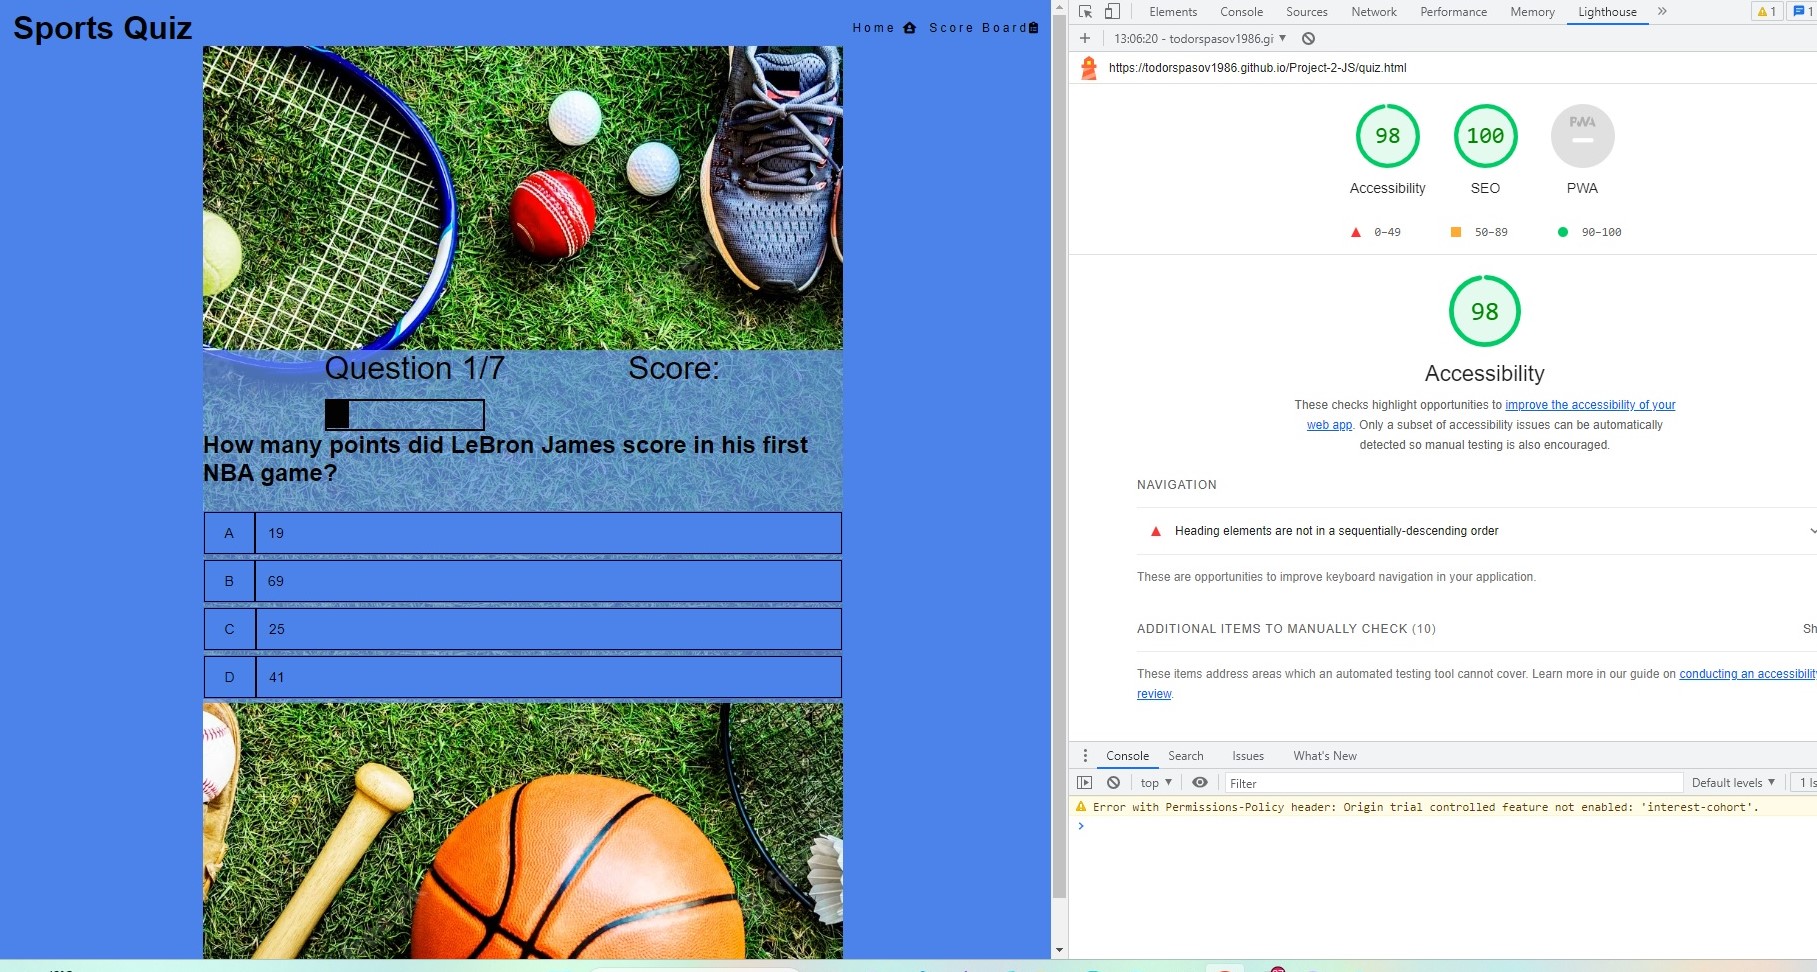 Sports Quiz
Home
Score Board
Question 1/7
Score:
How many points did LeBron James score in his first
NBA game?
A
19
B
69
C
25
D
41
Elements
Console
Sources
Network
Performance
Memory
Lighthouse
1
1
13:06:20 - todorspasov1986.gi
https://todorspasov1986.github.io/Project-2-JS/quiz.html
98
100
PWA
Accessibility
SEO
PWA
0–49
50–89
90–100
98
Accessibility
These checks highlight opportunities to improve the accessibility of your
web app. Only a subset of accessibility issues can be automatically
detected so manual testing is also encouraged.
NAVIGATION
Heading elements are not in a sequentially-descending order
These are opportunities to improve keyboard navigation in your application.
ADDITIONAL ITEMS TO MANUALLY CHECK (10)
Sh
These items address areas which an automated testing tool cannot cover. Learn more in our guide on conducting an accessibility
review.
Console
Search
Issues
What's New
top
Filter
Default levels
1 Is
Error with Permissions-Policy header: Origin trial controlled feature not enabled: 'interest-cohort'.